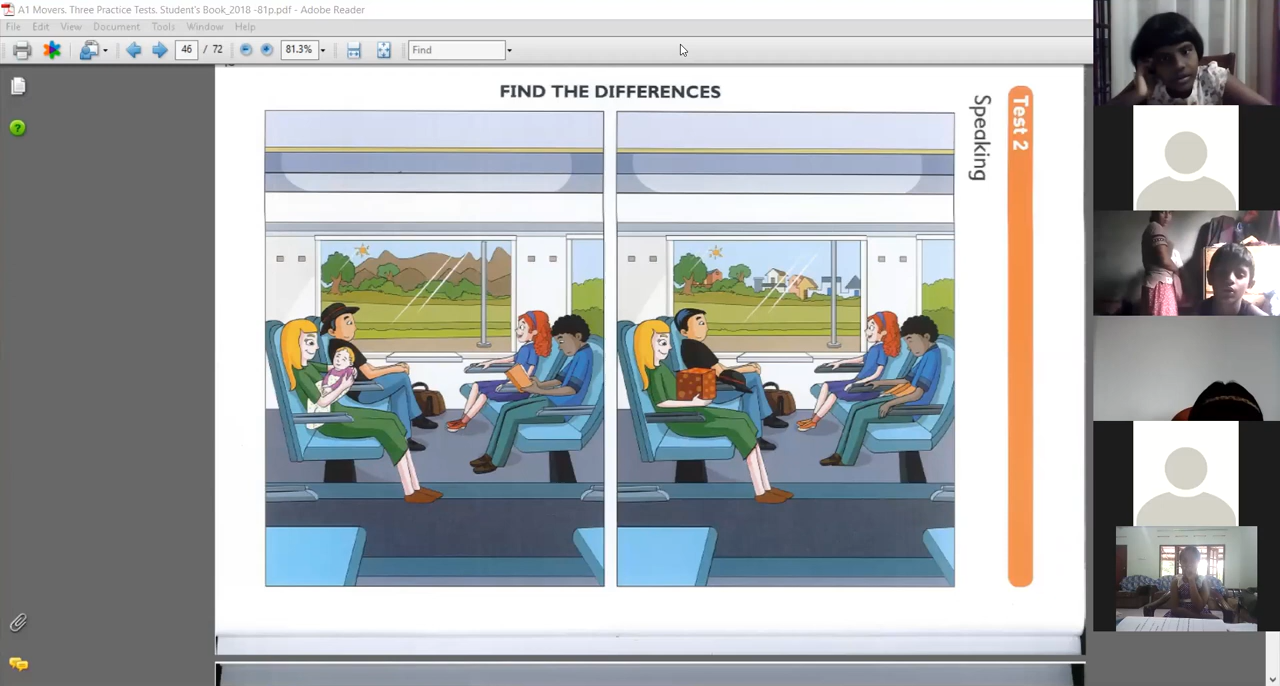 A1 Movers. Three Practice Tests. Student's Book_2018 -81p.pdf - Adobe Reader
File Edit View Document Tools Window Help
46 / 72 81.3% Find
FIND THE DIFFERENCES
Test 2
Speaking